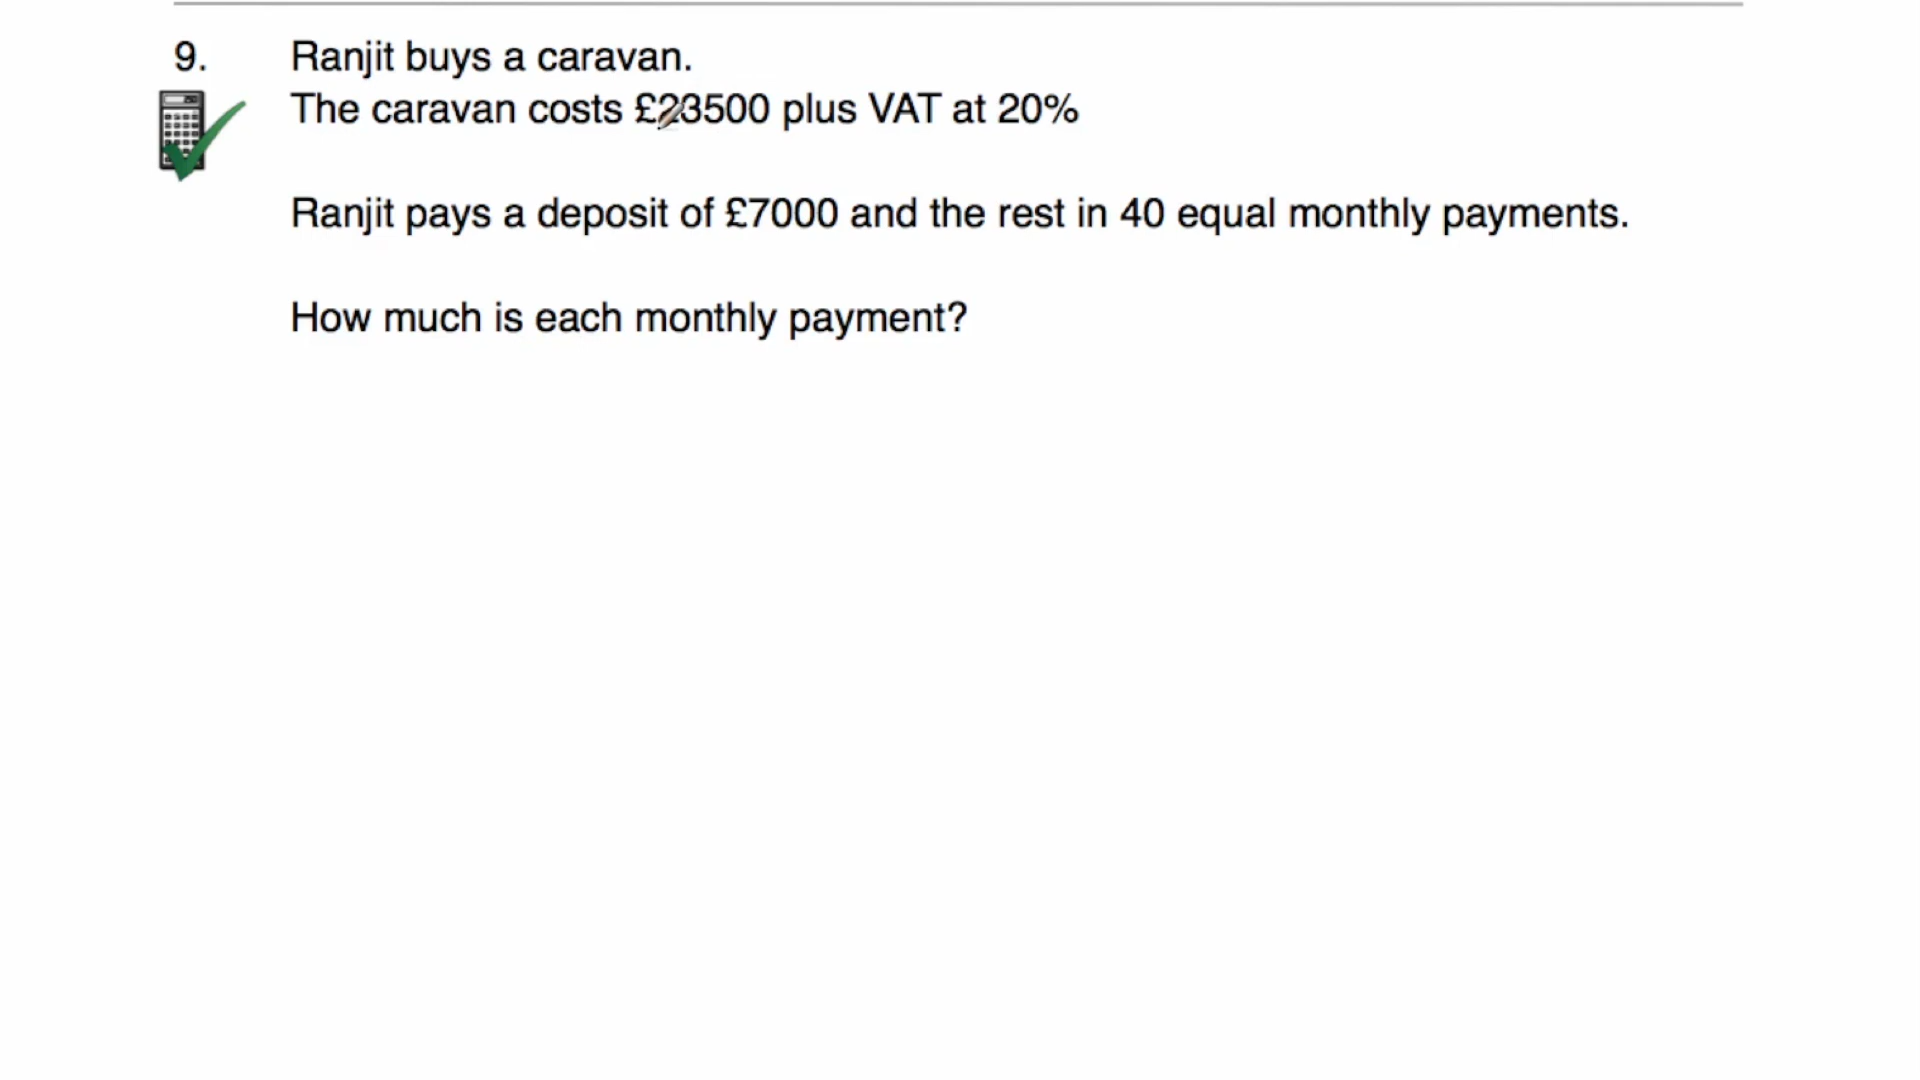 9. Ranjit buys a caravan.
The caravan costs £23500 plus VAT at 20%
Ranjit pays a deposit of £7000 and the rest in 40 equal monthly payments.
How much is each monthly payment?